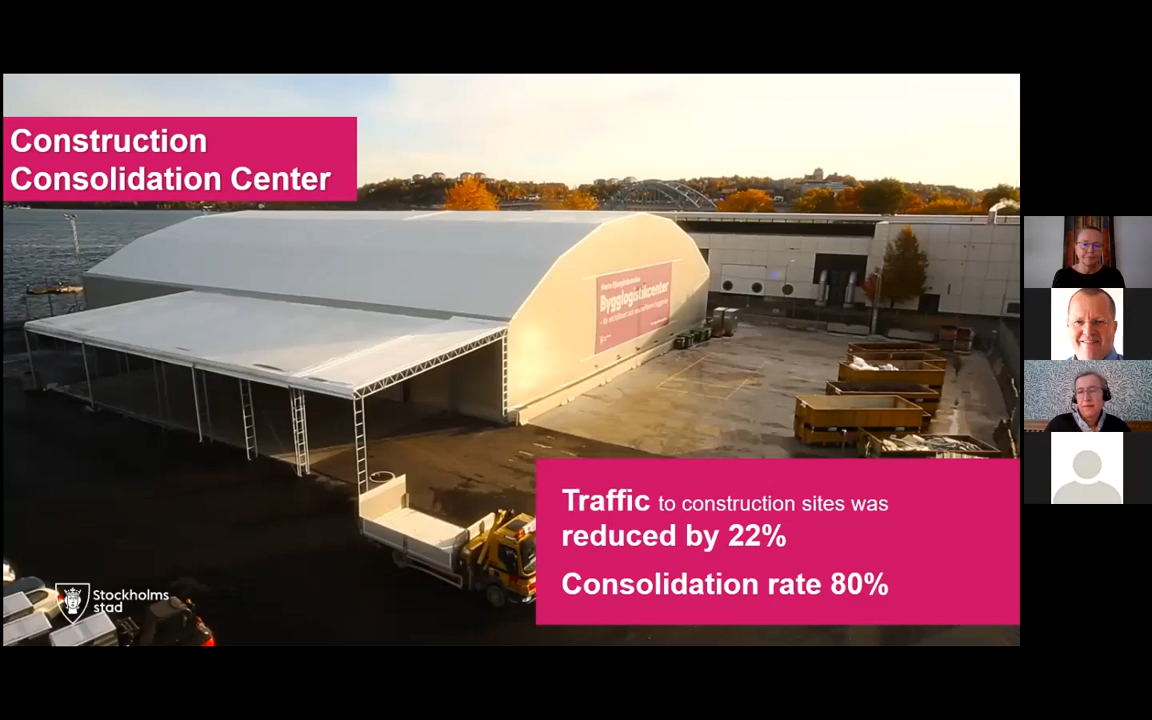 Construction
Consolidation Center
Bygglogistikcenter
Traffic to construction sites was
reduced by 22%
Consolidation rate 80%
Stockholms
stad